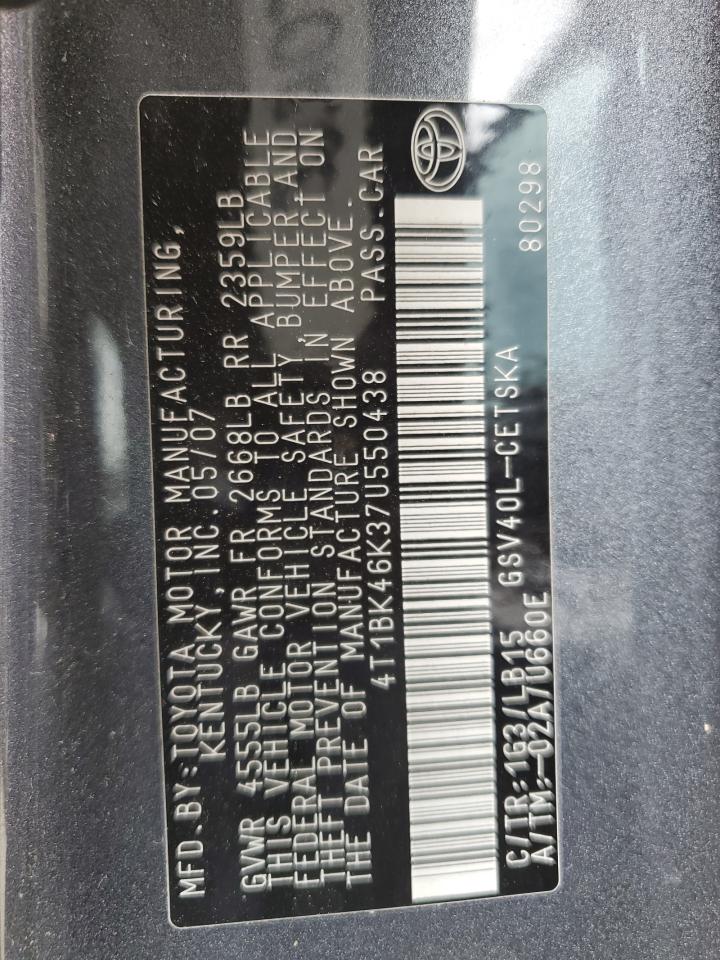 MFD.BY:TOYOTA MOTOR MANUFACTURING,
KENTUCKY,INC.05/07
GVWR 4555LB GAWR FR 2668LB RR 2359LB
THIS VEHICLE CONFORMS TO ALL APPLICABLE
FEDERAL MOTOR VEHICLE SAFETY, BUMPER,AND
THEFT PREVENTION STANDARDS IN EFFECT ON
THE DATE OF MANUFACTURE SHOWN ABOVE.
4T1BK46K37U550438 PASS.CAR
C/TR:1G3/LB15 GSV40L-CETSKA 80298
A/TM:-02A/U660E